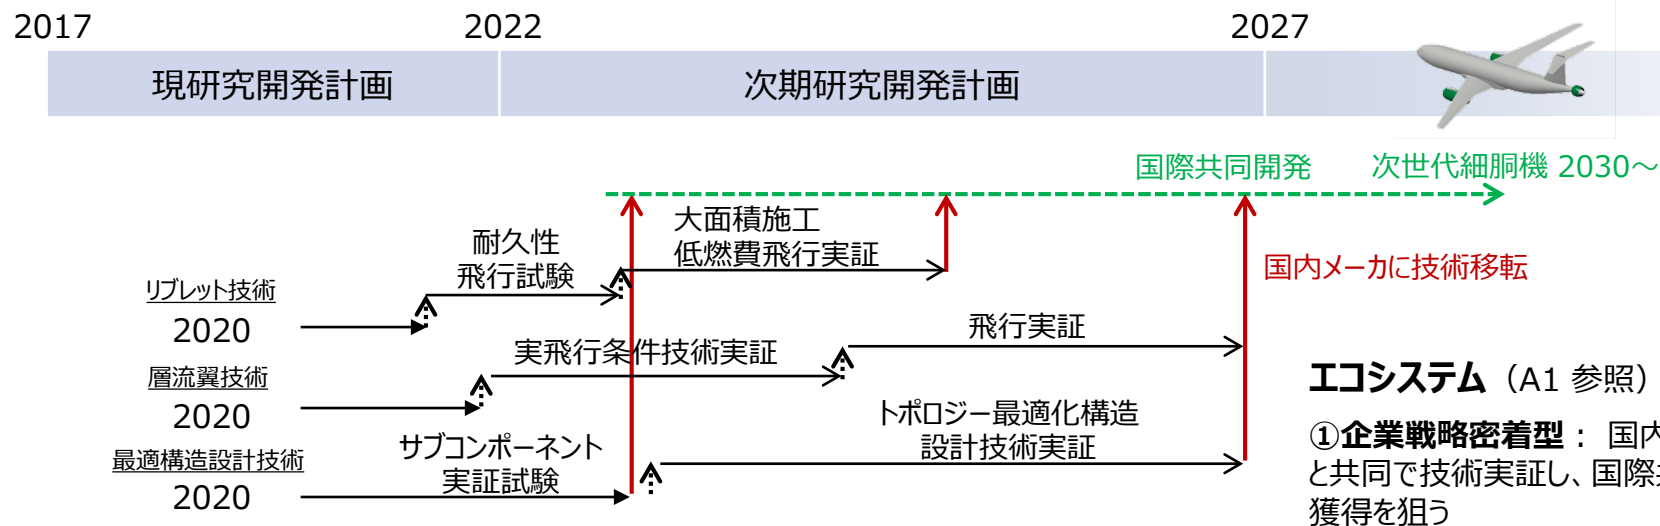 2017
2022
2027
現研究開発計画
次期研究開発計画
国際共同開発
次世代細胴機 2030～
大面積施工
低燃費飛行実証
耐久性
飛行試験
国内メーカに技術移転
リブレット技術
2020
飛行実証
実飛行条件技術実証
層流翼技術
2020
エコシステム（A1 参照）
トポロジー最適化構造
設計技術実証
①企業戦略密着型： 国内
サブコンポーネント
実証試験
最適構造設計技術
2020
と共同で技術実証し、国際
獲得を狙う